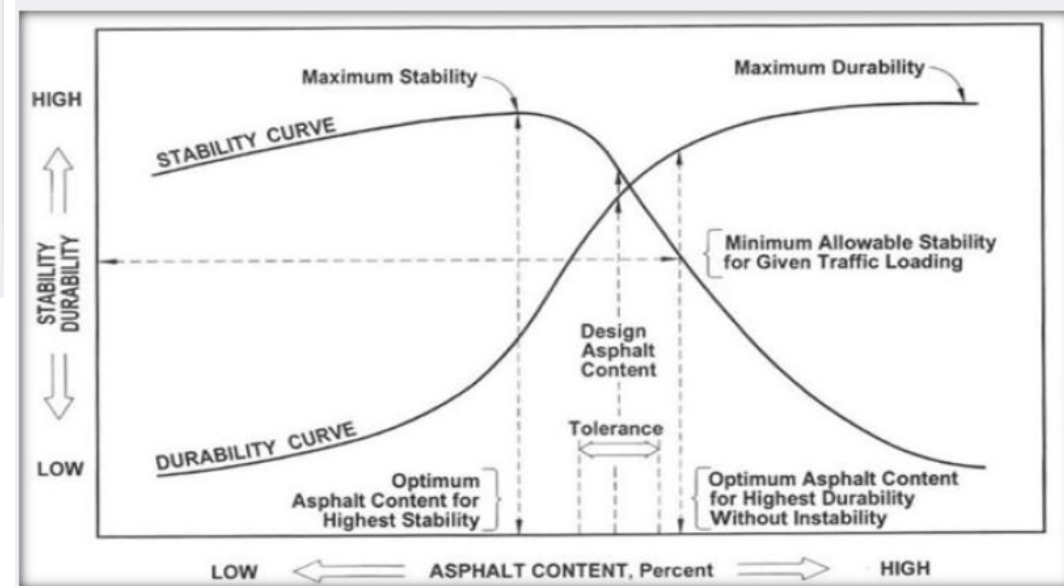 Maximum Stability
Maximum Durability
HIGH
STABILITY CURVE
STABILITY
DURABILITY
Minimum Allowable Stability
for Given Traffic Loading
Design
Asphalt
Content
Tolerance
DURABILITY CURVE
LOW
Optimum
Asphalt Content for
Highest Stability
Optimum Asphalt Content
for Highest Durability
Without Instability
LOW
ASPHALT CONTENT, Percent
HIGH